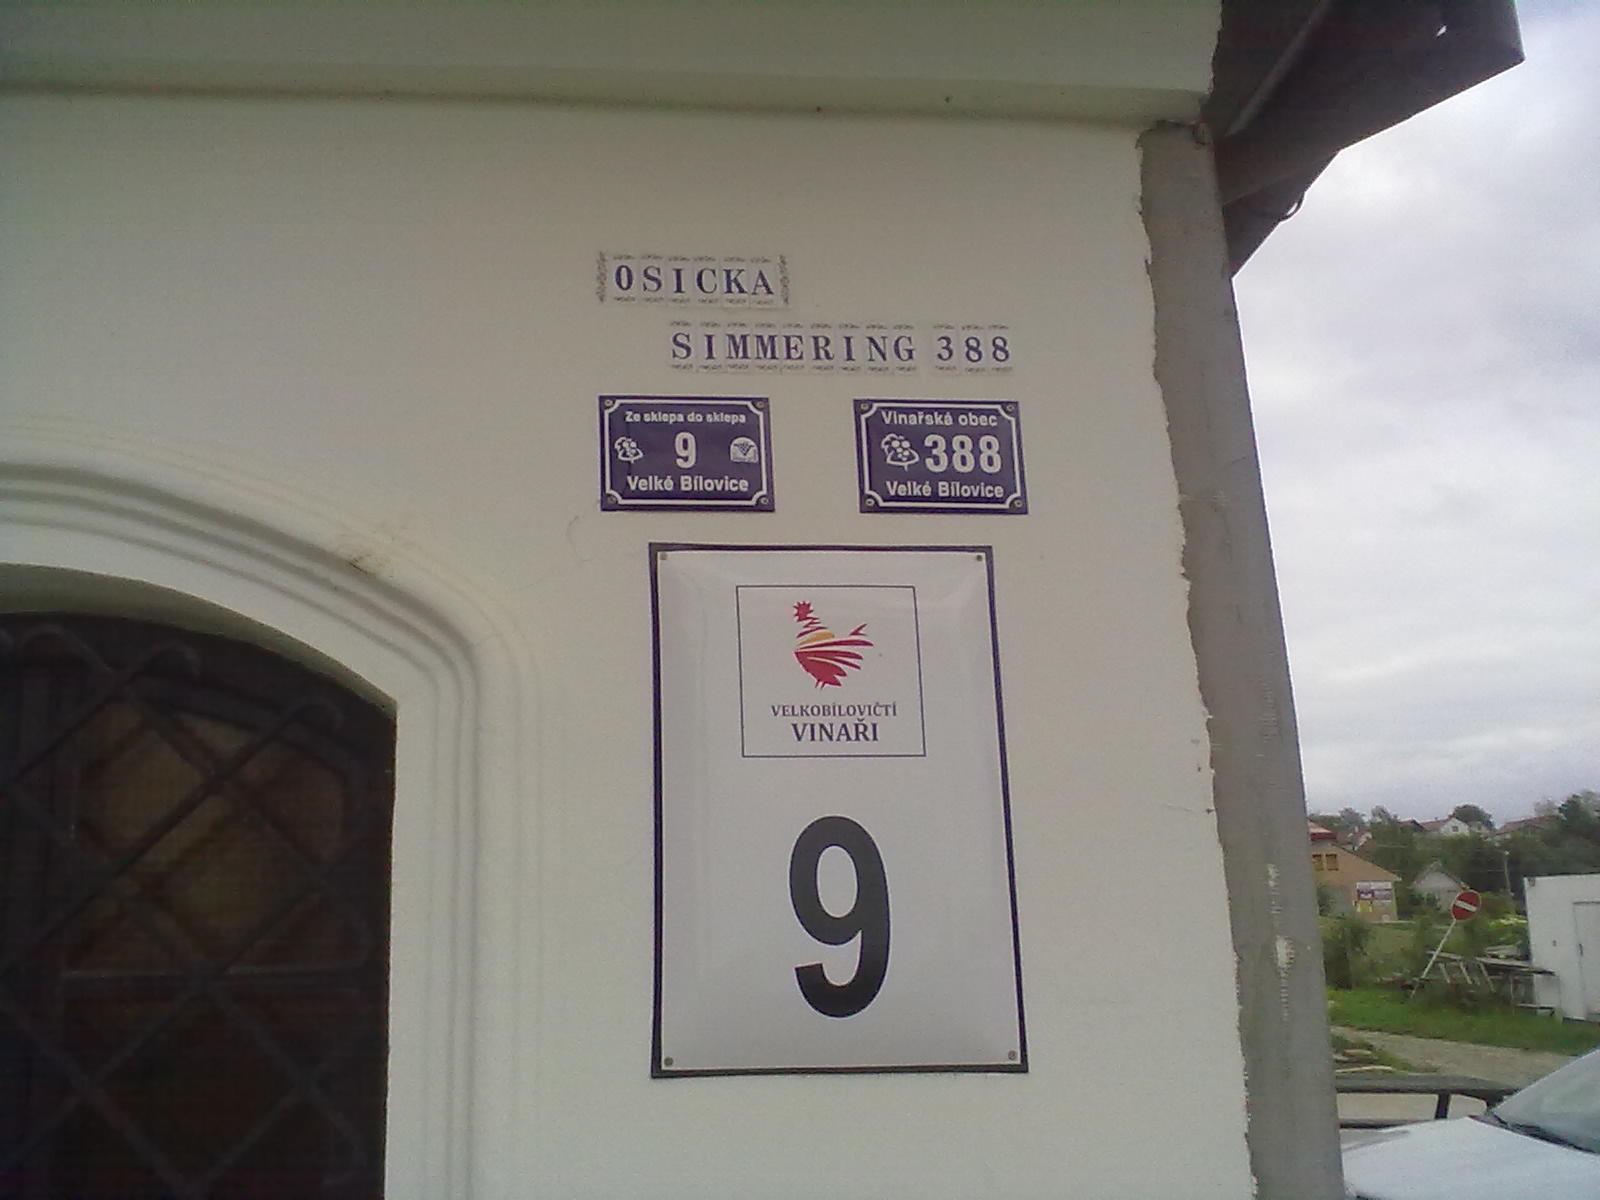 OSICKA
SIMMERING 388
Ze sklepa do sklepa
9
Velké Bílovice
Vinařská obec
388
Velké Bílovice
VELKOBÍLOVIČTÍ
VINAŘI
9